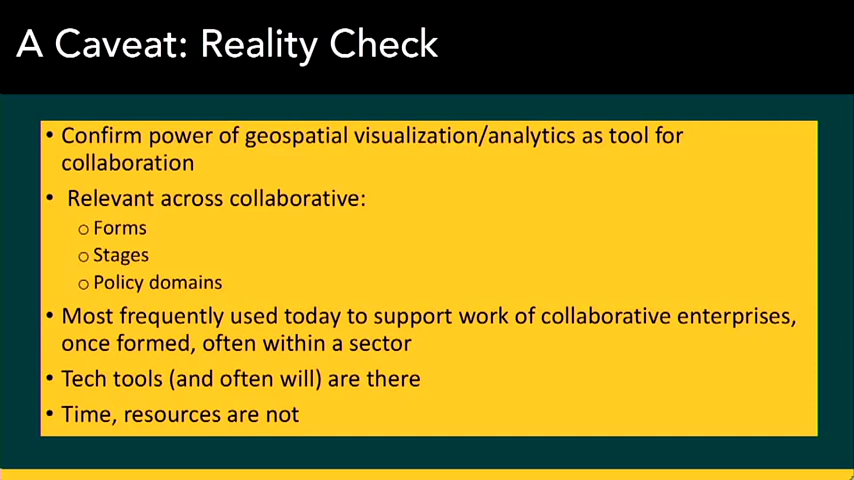 A Caveat: Reality Check
• Confirm power of geospatial visualization/analytics as tool for
collaboration
• Relevant across collaborative:
o Forms
o Stages
o Policy domains
• Most frequently used today to support work of collaborative enterprises,
once formed, often within a sector
• Tech tools (and often will) are there
• Time, resources are not